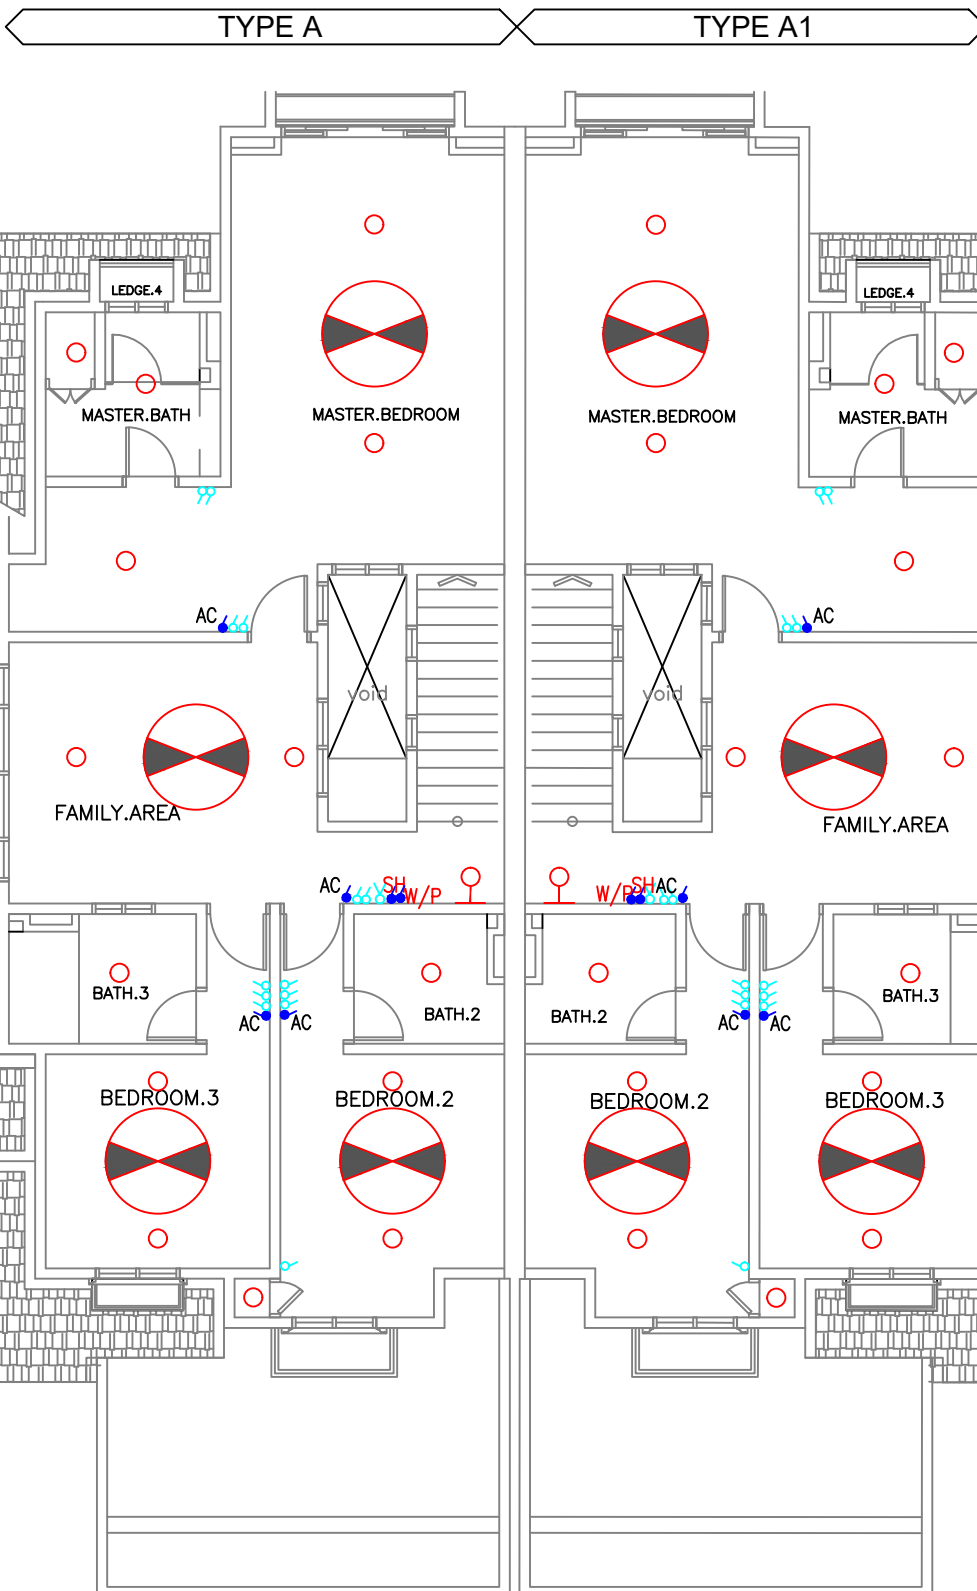 TYPE A TYPE A1
LEDGE.4 LEDGE.4
MASTER.BATH MASTER.BEDROOM MASTER.BEDROOM MASTER.BATH
AC AC
void void
FAMILY.AREA FAMILY.AREA
AC SH W/P W/P SH AC
BATH.3 BATH.2 BATH.2 BATH.3
AC AC AC AC
BEDROOM.3 BEDROOM.2 BEDROOM.2 BEDROOM.3